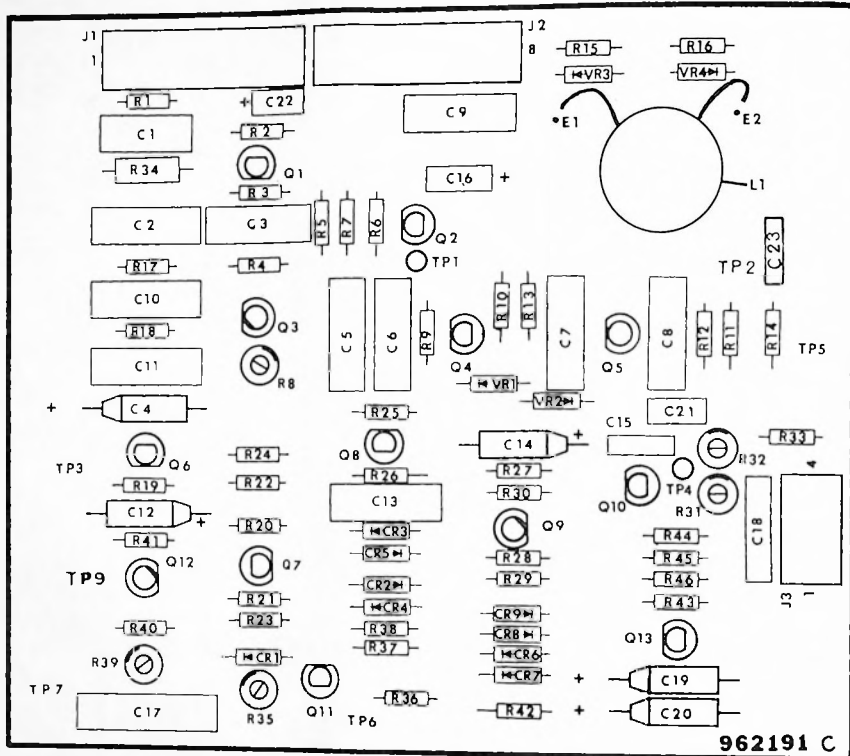 J1 J2
1 8 R15 R16
VR3 VR4
R1 + C22 C9 E1 E2
C1 R2
R34 Q1 C16 + L1
R3
C2 C3 R5 R7 R6 Q2
TP1 TP2 C23
R17 R4
C10 R10 R13
Q3 C5 C6 R9 C7 C8 R12 R11 R14
R18 Q4 Q5 TP5
C11 R8
VR1
+ C4 VR2
R25 C21
C15
Q8 C14 + R33 4
TP3 Q6 R24 R32
R26 R27 TP4
R19 R22 R30 Q10 R31
C12 + C13 C18
R20 Q9
R41 CR3 R44
Q12 Q7 CR5 R28 R45
TP9 CR2 R29 R46
R21 CR4 R43 J3 1
R23 CR9
R40 R38 CR8 Q13
R37 CR6
R39 CR1 CR7 + C19
TP7 R36
C17 R35 Q11 TP6 R42 + C20
962191 C